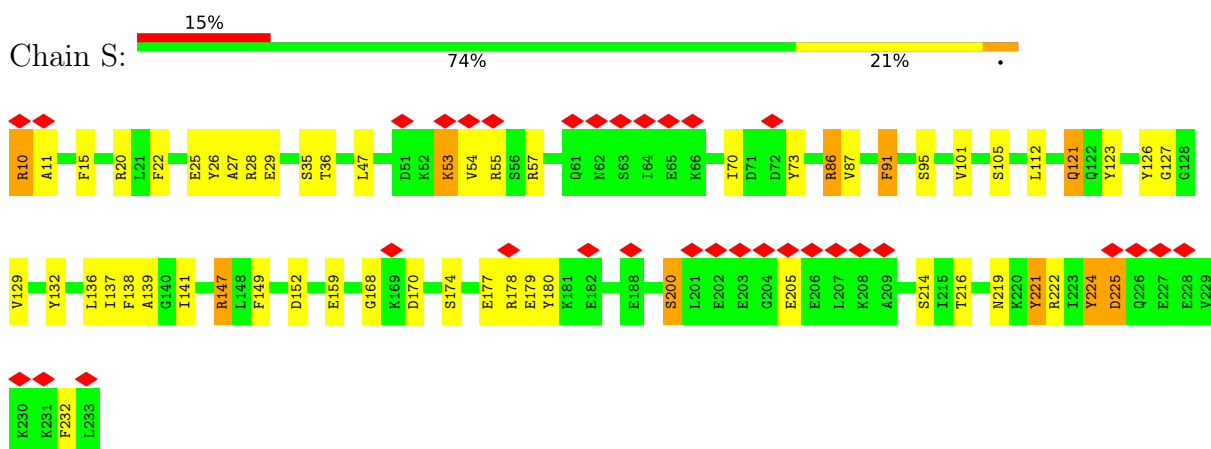 15%
Chain S:
74% 21% •
R10 A11 F15 R20 L21 F22 E25 Y26 A27 R28 E29 S35 T36 L47 D51 K52 K53 V54 R55 S56 R57 Q61 N62 S63 I64 E65 K66 I70 D71 D72 Y73 R86 V87 F91 S95 V101 S105 L112 Q121 Q122 Y123 Y126 G127 G128
V129 Y132 L136 I137 F138 A139 G140 I141 R147 L148 F149 D152 E159 G168 K169 D170 S174 E177 R178 E179 Y180 K181 E182 E188 S200 L201 E202 E203 G204 E205 E206 L207 K208 A209 S214 I215 T216 N219 K220 Y221 R222 I223 Y224 D225 Q226 E227 E228 V229
K230 K231 F232 L233